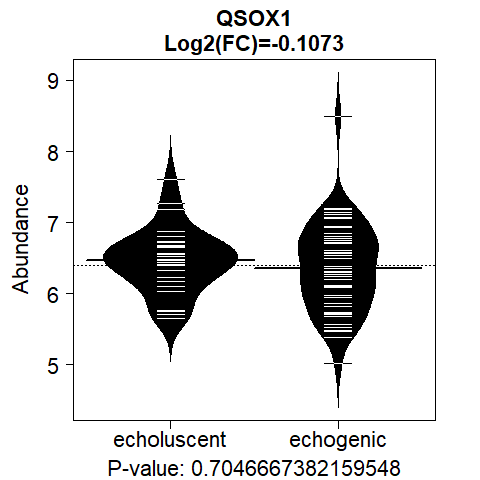 QSOX1
Log2(FC)=-0.1073
Abundance
9
8
7
6
5
echoluscent echogenic
P-value: 0.7046667382159548